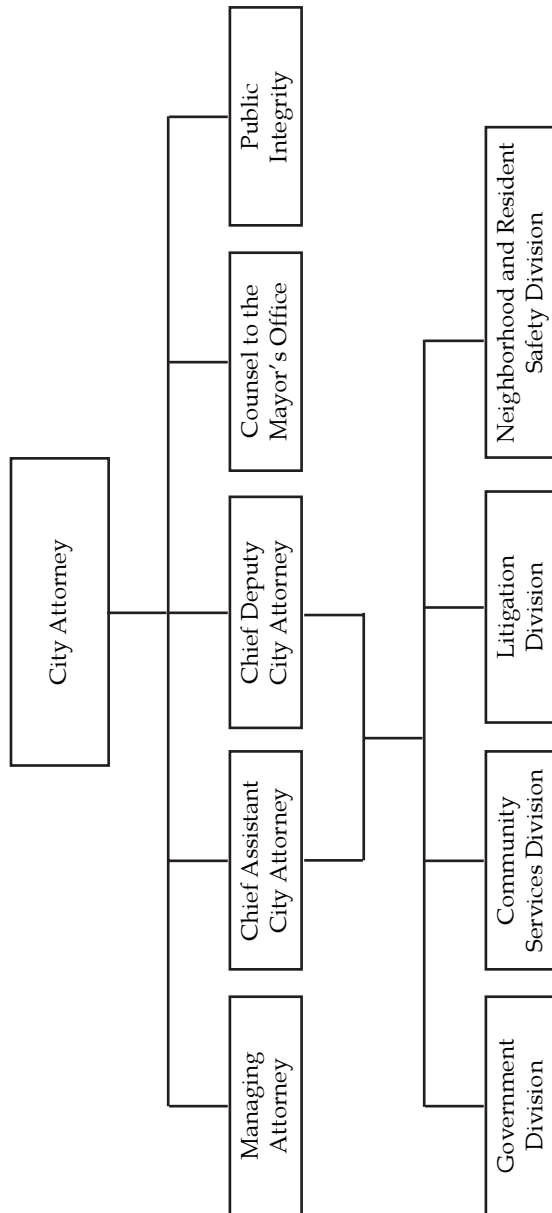 City Attorney
Managing
Attorney
Chief Assistant
City Attorney
Chief Deputy
City Attorney
Counsel to the
Mayor's Office
Public
Integrity
Government
Division
Community
Services Division
Litigation
Division
Neighborhood and Resident
Safety Division